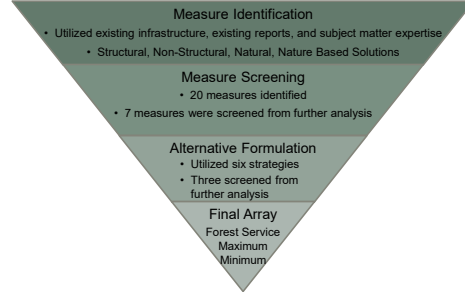 Measure Identification
• Utilized existing infrastructure, existing reports, and subject matter expertise
• Structural, Non-Structural, Natural, Nature Based Solutions
Measure Screening
• 20 measures identified
• 7 measures were screened from further analysis
Alternative Formulation
• Utilized six strategies
• Three screened from
further analysis
Final Array
Forest Service
Maximum
Minimum